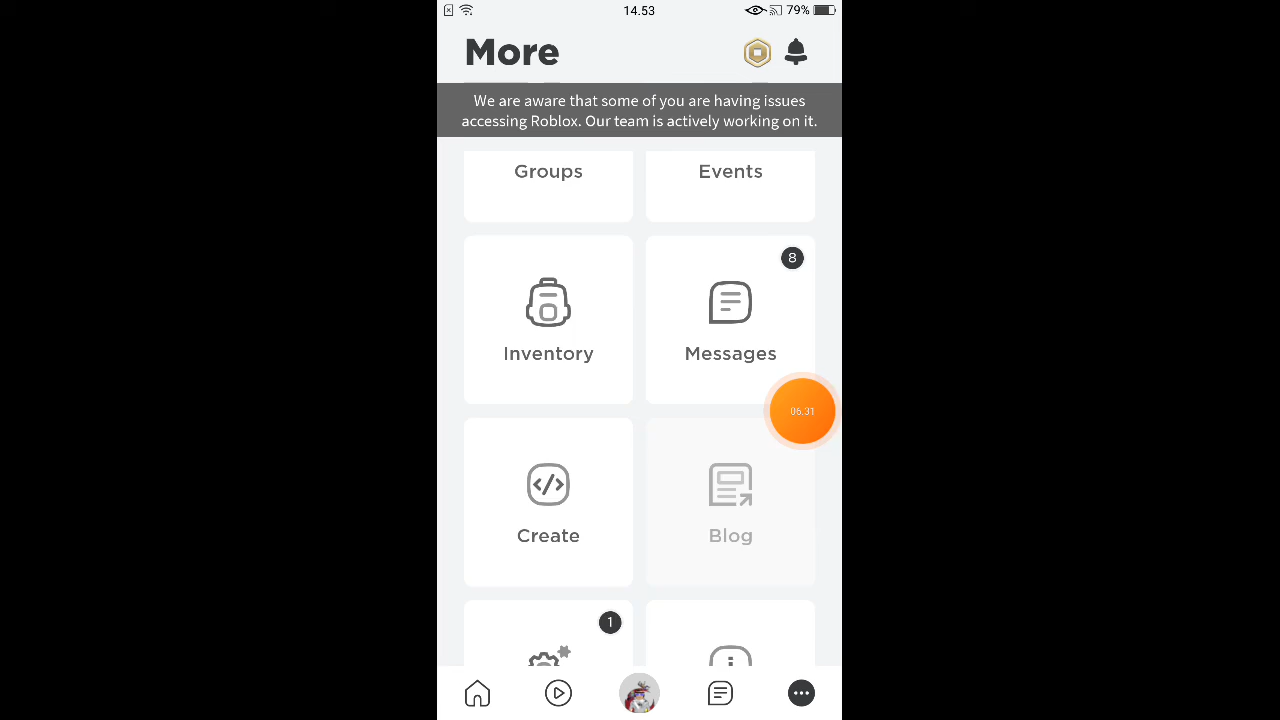 14.53
79%
More
We are aware that some of you are having issues
accessing Roblox. Our team is actively working on it.
Groups
Events
8
Inventory
Messages
06.31
Create
Blog
1